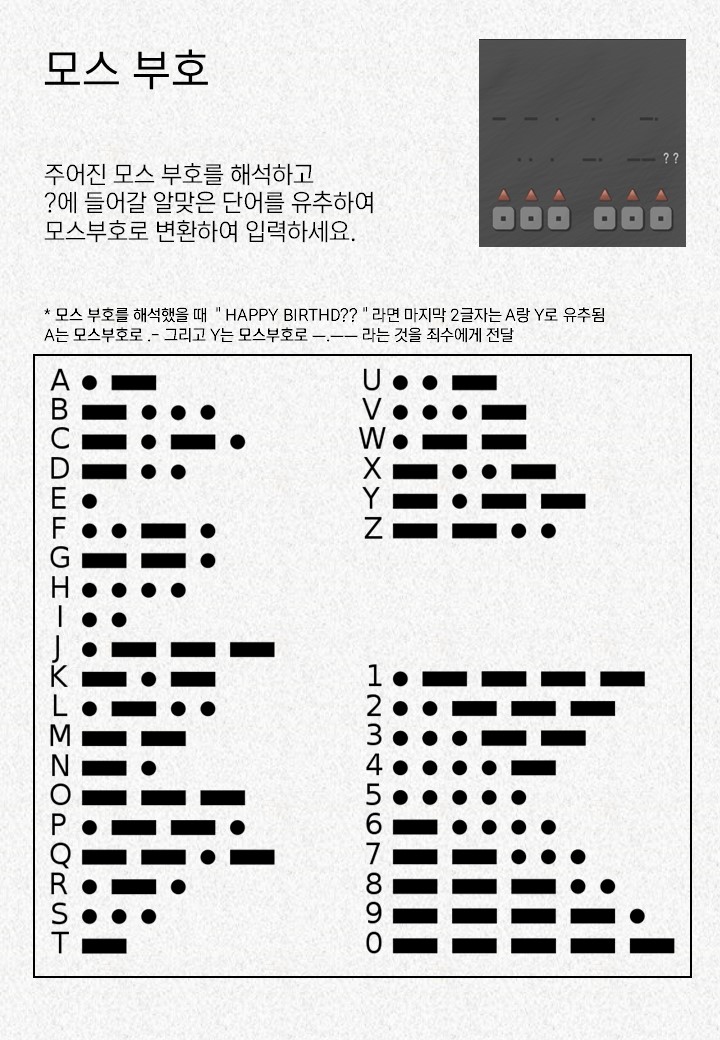 모스 부호
주어진 모스 부호를 해석하고
?에 들어갈 알맞은 단어를 유추하여
모스부호로 변환하여 입력하세요.
— — . . —.
. . . —. —— ? ?
* 모스 부호를 해석했을 때 " HAPPY BIRTHD?? " 라면 마지막 2글자는 A랑 Y로 유추됨
A는 모스부호로 .- 그리고 Y는 모스부호로 —.—— 라는 것을 죄수에게 전달
A
B
C
D
E
F
G
H
I
J
K
L
M
N
O
P
Q
R
S
T
U
V
W
X
Y
Z
1
2
3
4
5
6
7
8
9
0